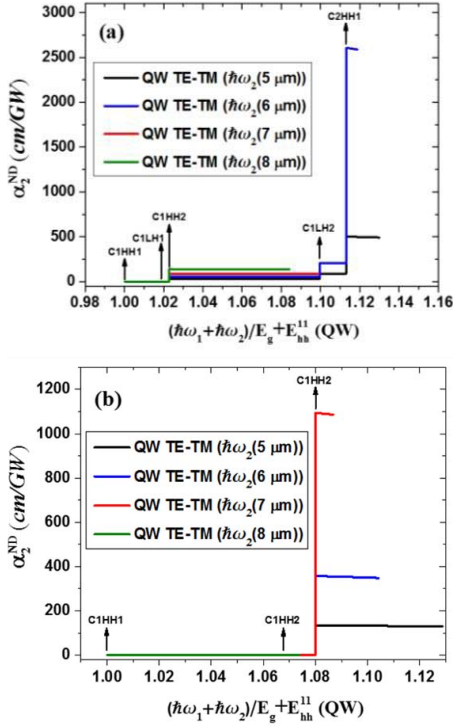 3000
2500
2000
1500
1000
500
0
α₂ᴺᴰ (cm/GW)
(a)
C2HH1
QW TE-TM (ℏω₂(5 μm))
QW TE-TM (ℏω₂(6 μm))
QW TE-TM (ℏω₂(7 μm))
QW TE-TM (ℏω₂(8 μm))
C1HH1
C1LH1
C1HH2
C1LH2
0.98 1.00 1.02 1.04 1.06 1.08 1.10 1.12 1.14 1.16
(ℏω₁+ℏω₂)/E_g+E_hh^11 (QW)
1200
1000
800
600
400
200
0
α₂ᴺᴰ (cm/GW)
(b)
C1HH2
QW TE-TM (ℏω₂(5 μm))
QW TE-TM (ℏω₂(6 μm))
QW TE-TM (ℏω₂(7 μm))
QW TE-TM (ℏω₂(8 μm))
C1HH1
C1HH2
1.00 1.02 1.04 1.06 1.08 1.10 1.12
(ℏω₁+ℏω₂)/E_g+E_hh^11 (QW)